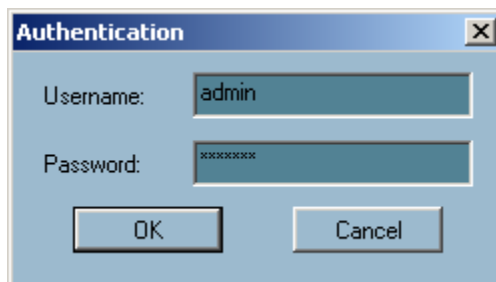 Authentication
Username: admin
Password: *******
OK Cancel